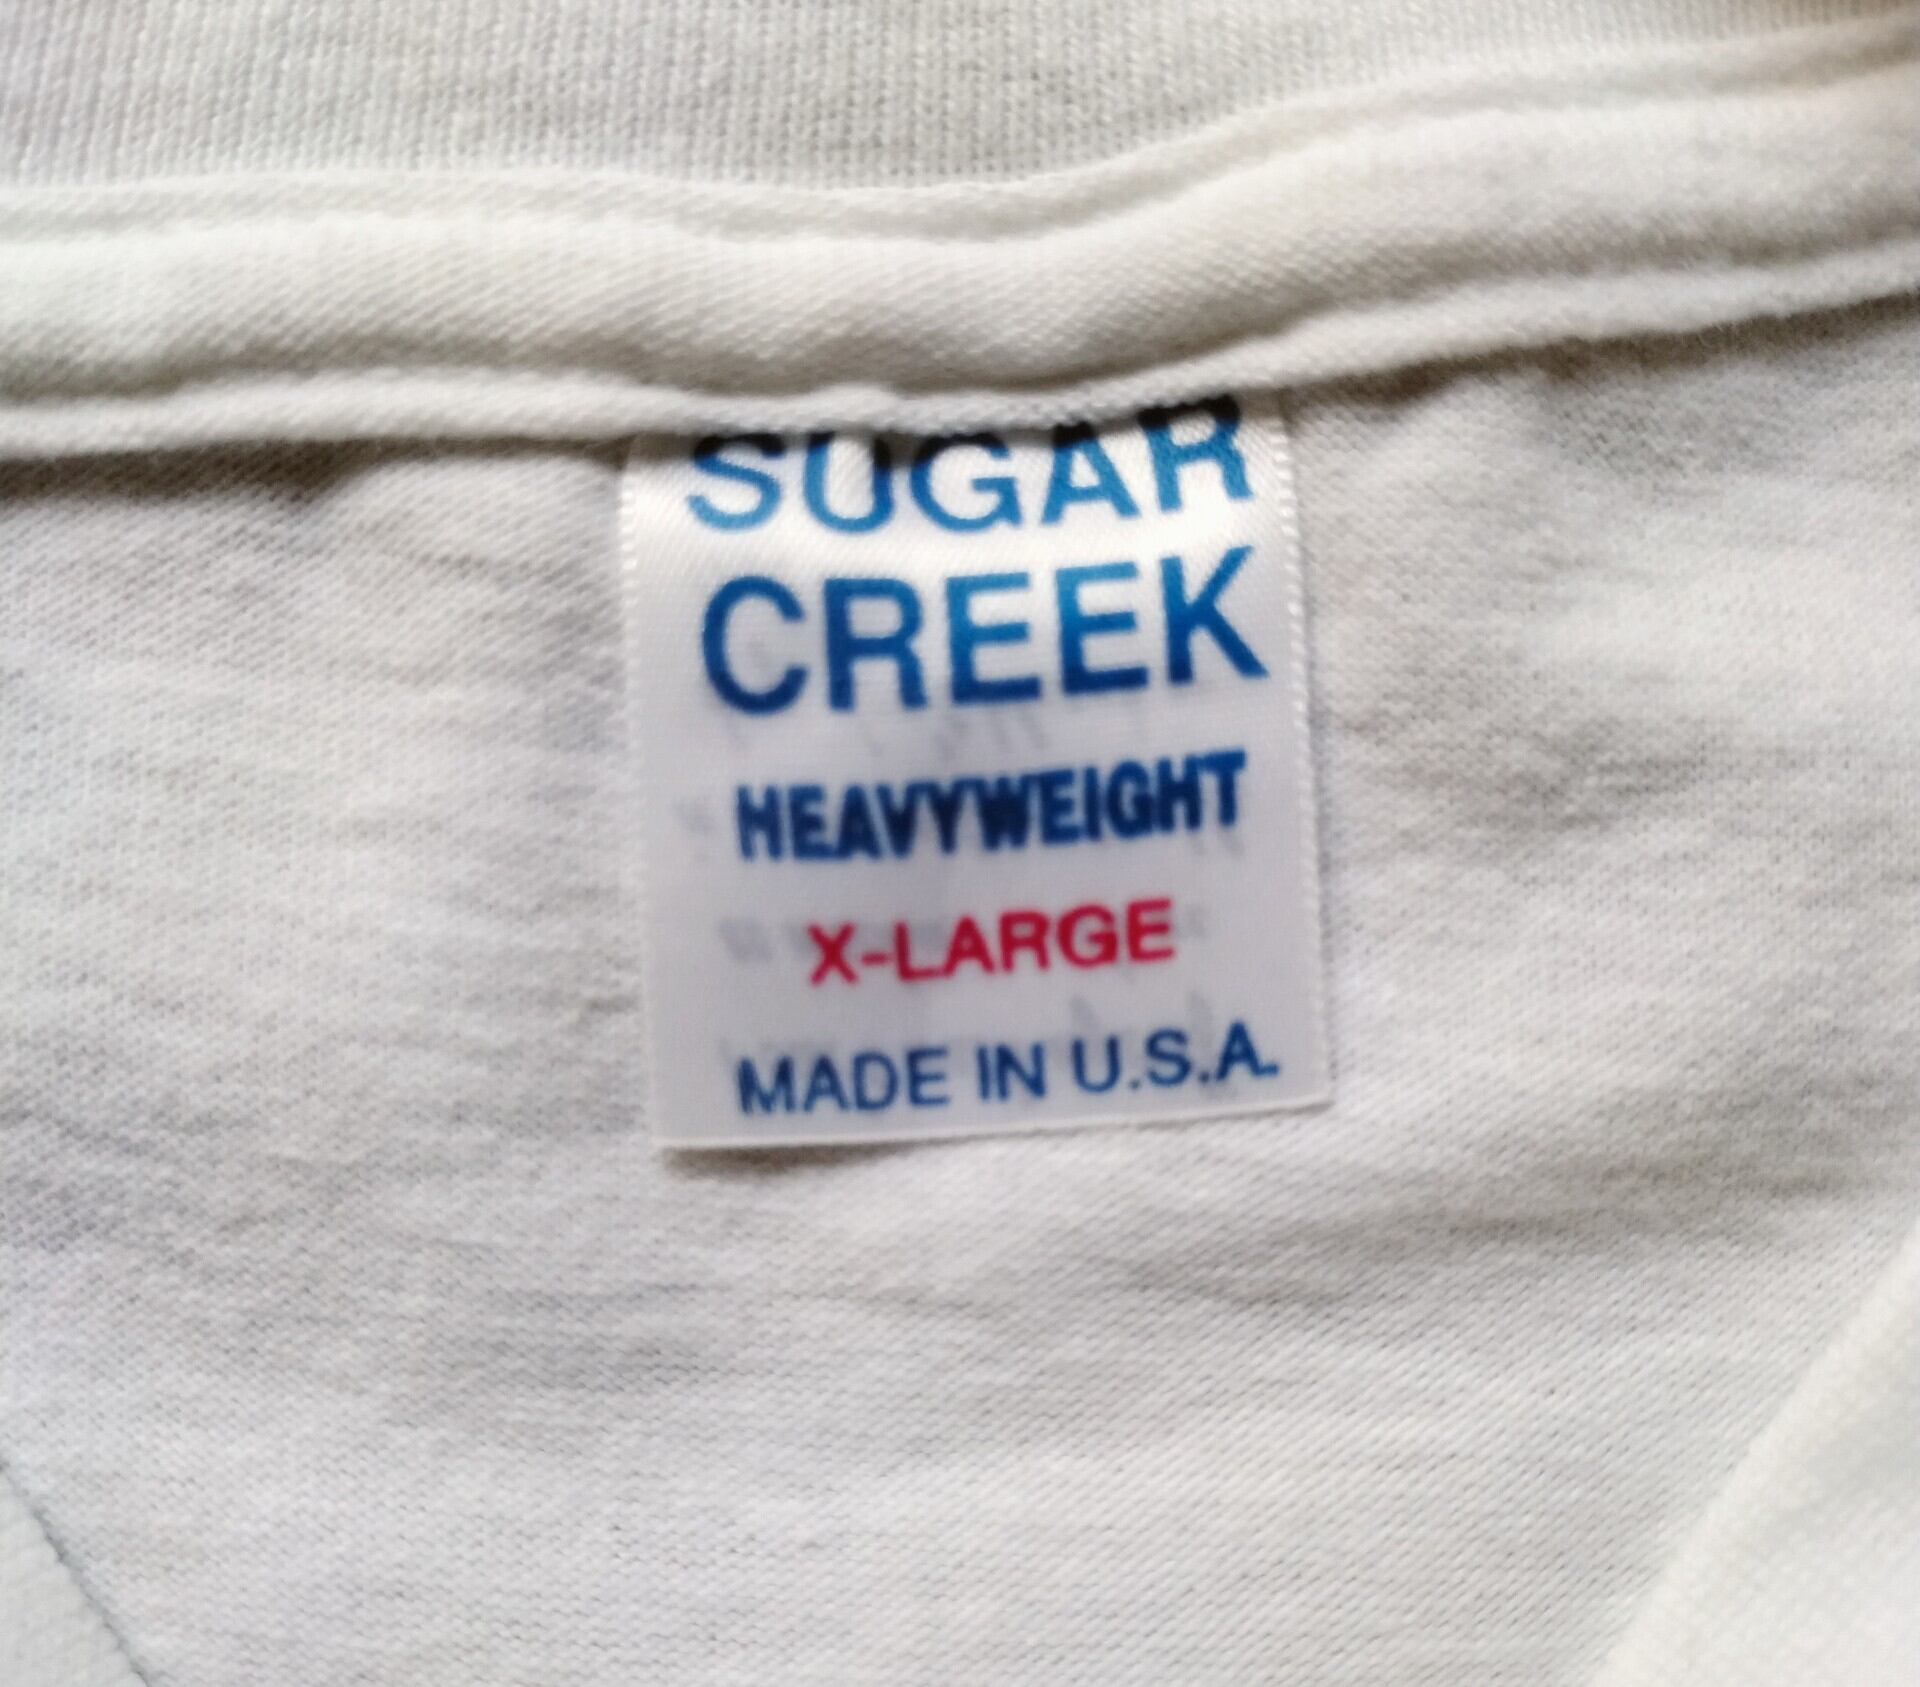 SUGAR
CREEK
HEAVYWEIGHT
X-LARGE
MADE IN U.S.A.